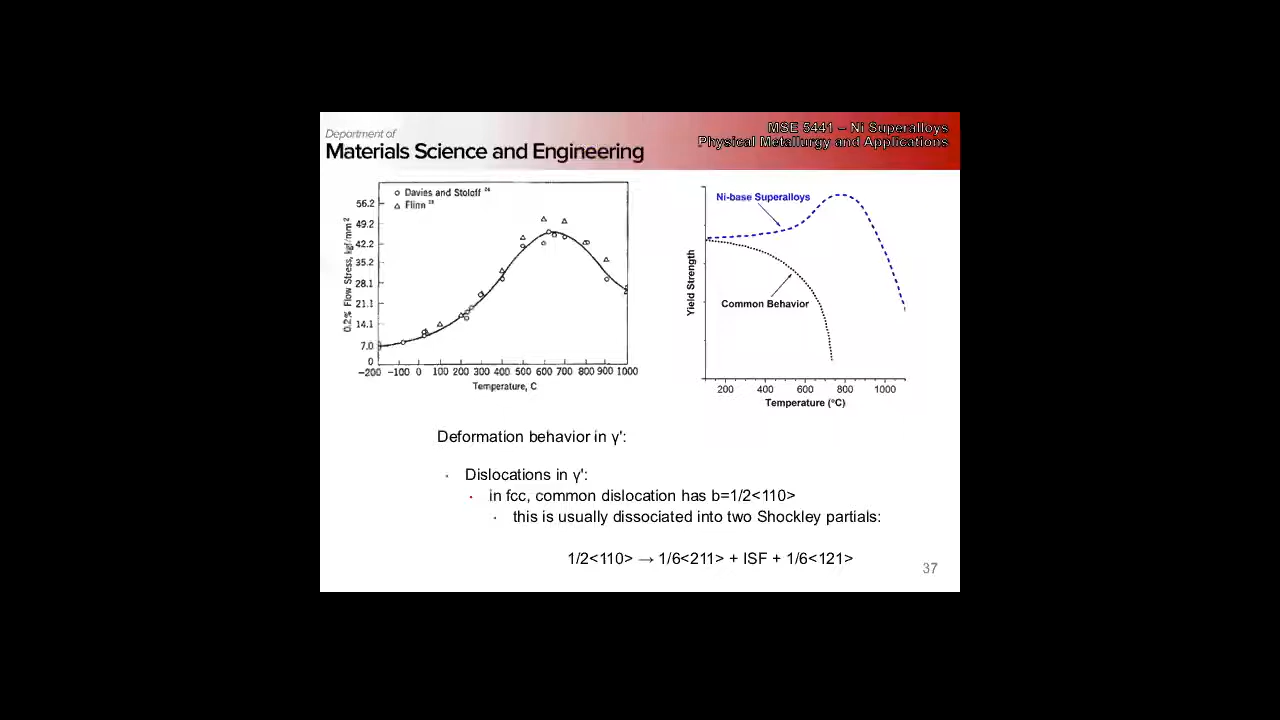 Department of
Materials Science and Engineering
MSE 5441 – Ni Superalloys
Physical Metallurgy and Applications
Davies and Stoloff 26
Flinn 25
0.2% Flow Stress, kgf/mm²
56.2
49.2
42.2
35.2
28.1
21.1
14.1
7.0
0
-200 -100 0 100 200 300 400 500 600 700 800 900 1000
Temperature, C
Ni-base Superalloys
Common Behavior
Yield Strength
200 400 600 800 1000
Temperature (°C)
Deformation behavior in γ':
Dislocations in γ':
in fcc, common dislocation has b=1/2<110>
this is usually dissociated into two Shockley partials:
1/2<110> → 1/6<211> + ISF + 1/6<121>
37